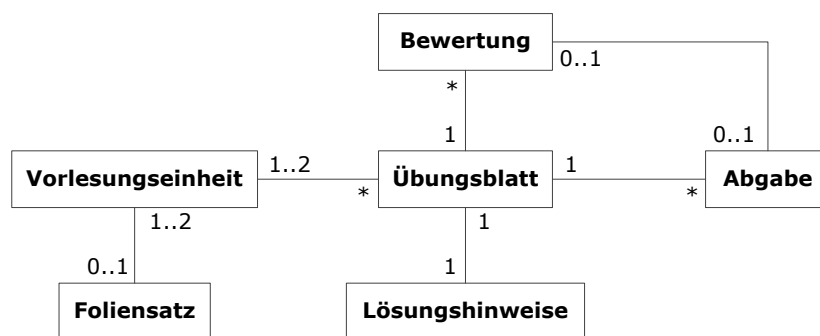 Bewertung
0..1
*
1
0..1
Vorlesungseinheit
1..2
*
Übungsblatt
1
*
Abgabe
1..2
1
0..1
1
Foliensatz
Lösungshinweise